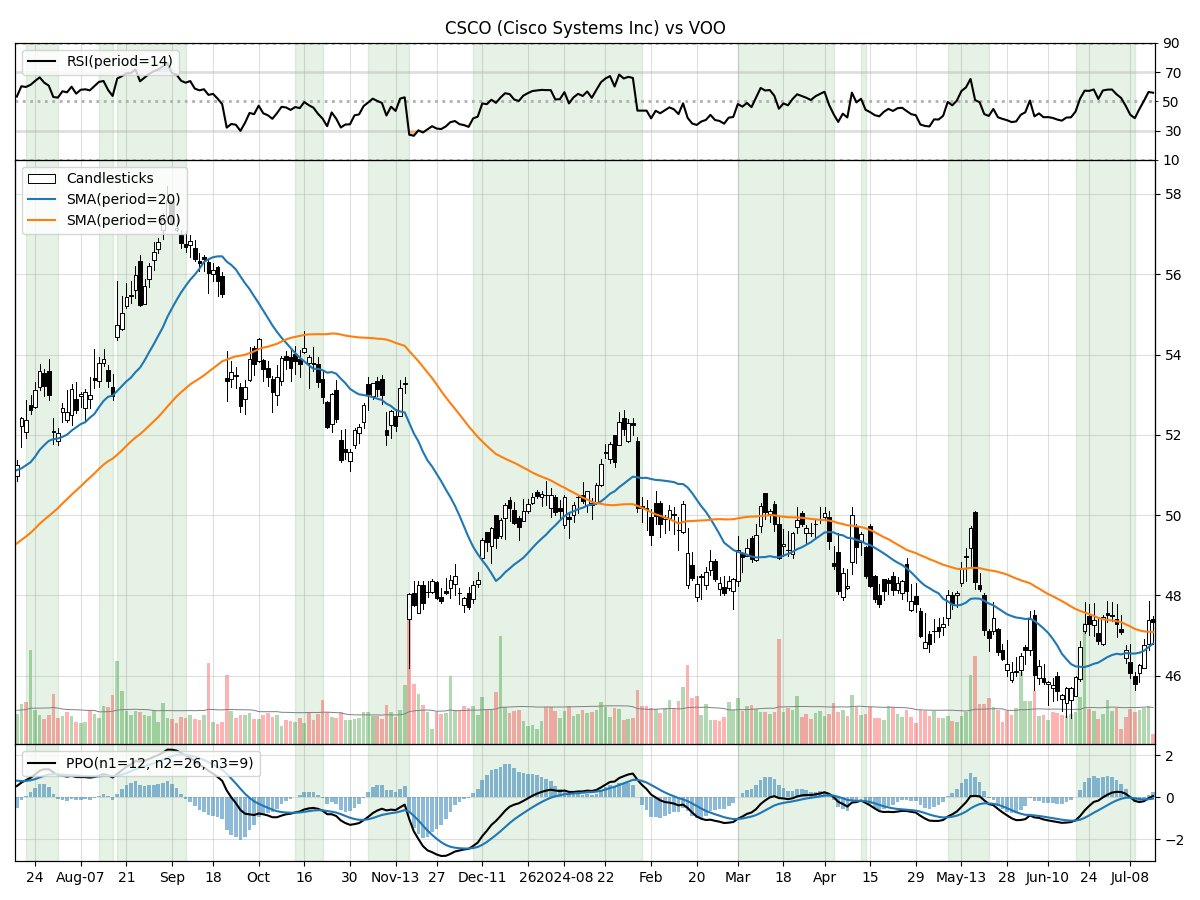 CSCO (Cisco Systems Inc) vs VOO
RSI(period=14)
90
70
50
30
10
Candlesticks
SMA(period=20)
SMA(period=60)
58
56
54
52
50
48
46
PPO(n1=12, n2=26, n3=9)
2
0
−2
24 Aug-07 21 Sep 18 Oct 16 30 Nov-13 27 Dec-11 26 2024-08 22 Feb 20 Mar 18 Apr 15 29 May-13 28 Jun-10 24 Jul-08